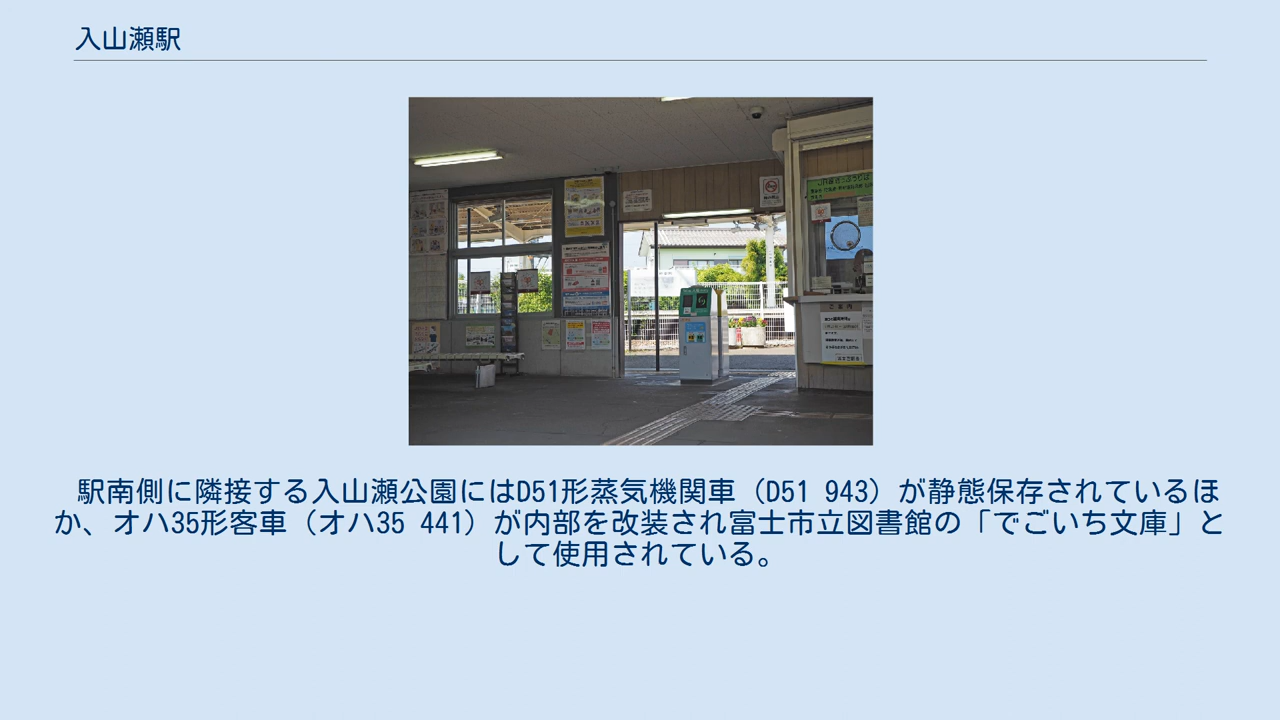 入山瀬駅
駅南側に隣接する入山瀬公園にはD51形蒸気機関車（D51 943）が静態保存されているほ
か、オハ35形客車（オハ35 441）が内部を改装され富士市立図書館の「でごいち文庫」と
して使用されている。